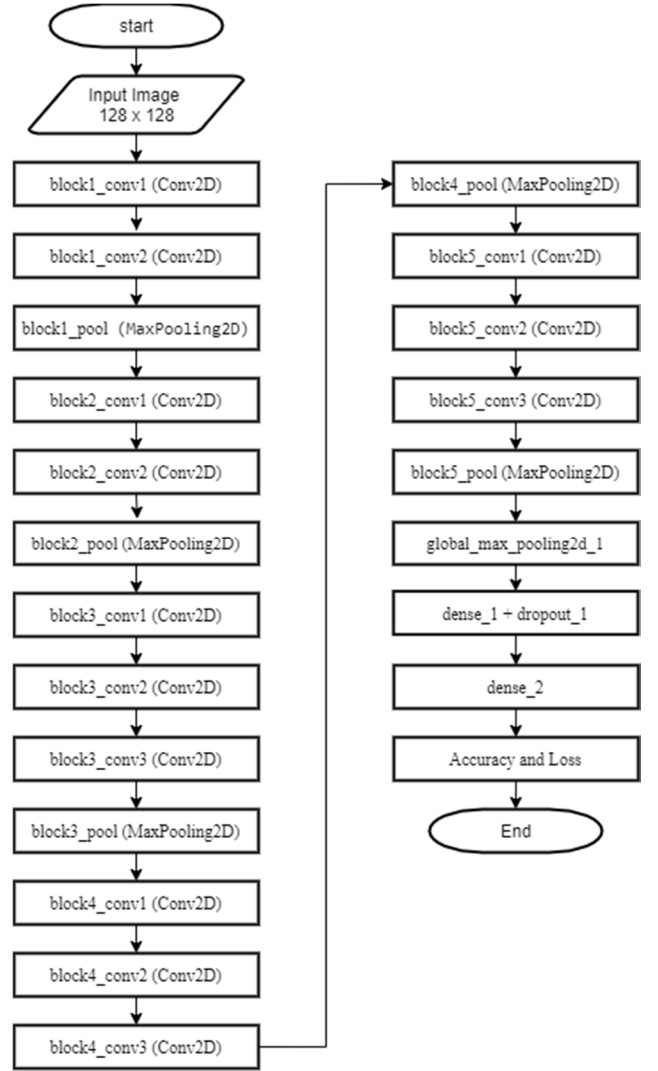 start
Input Image
128 x 128
block1_conv1 (Conv2D)
block1_conv2 (Conv2D)
block1_pool (MaxPooling2D)
block2_conv1 (Conv2D)
block2_conv2 (Conv2D)
block2_pool (MaxPooling2D)
block3_conv1 (Conv2D)
block3_conv2 (Conv2D)
block3_conv3 (Conv2D)
block3_pool (MaxPooling2D)
block4_conv1 (Conv2D)
block4_conv2 (Conv2D)
block4_conv3 (Conv2D)
block4_pool (MaxPooling2D)
block5_conv1 (Conv2D)
block5_conv2 (Conv2D)
block5_conv3 (Conv2D)
block5_pool (MaxPooling2D)
global_max_pooling2d_1
dense_1 + dropout_1
dense_2
Accuracy and Loss
End